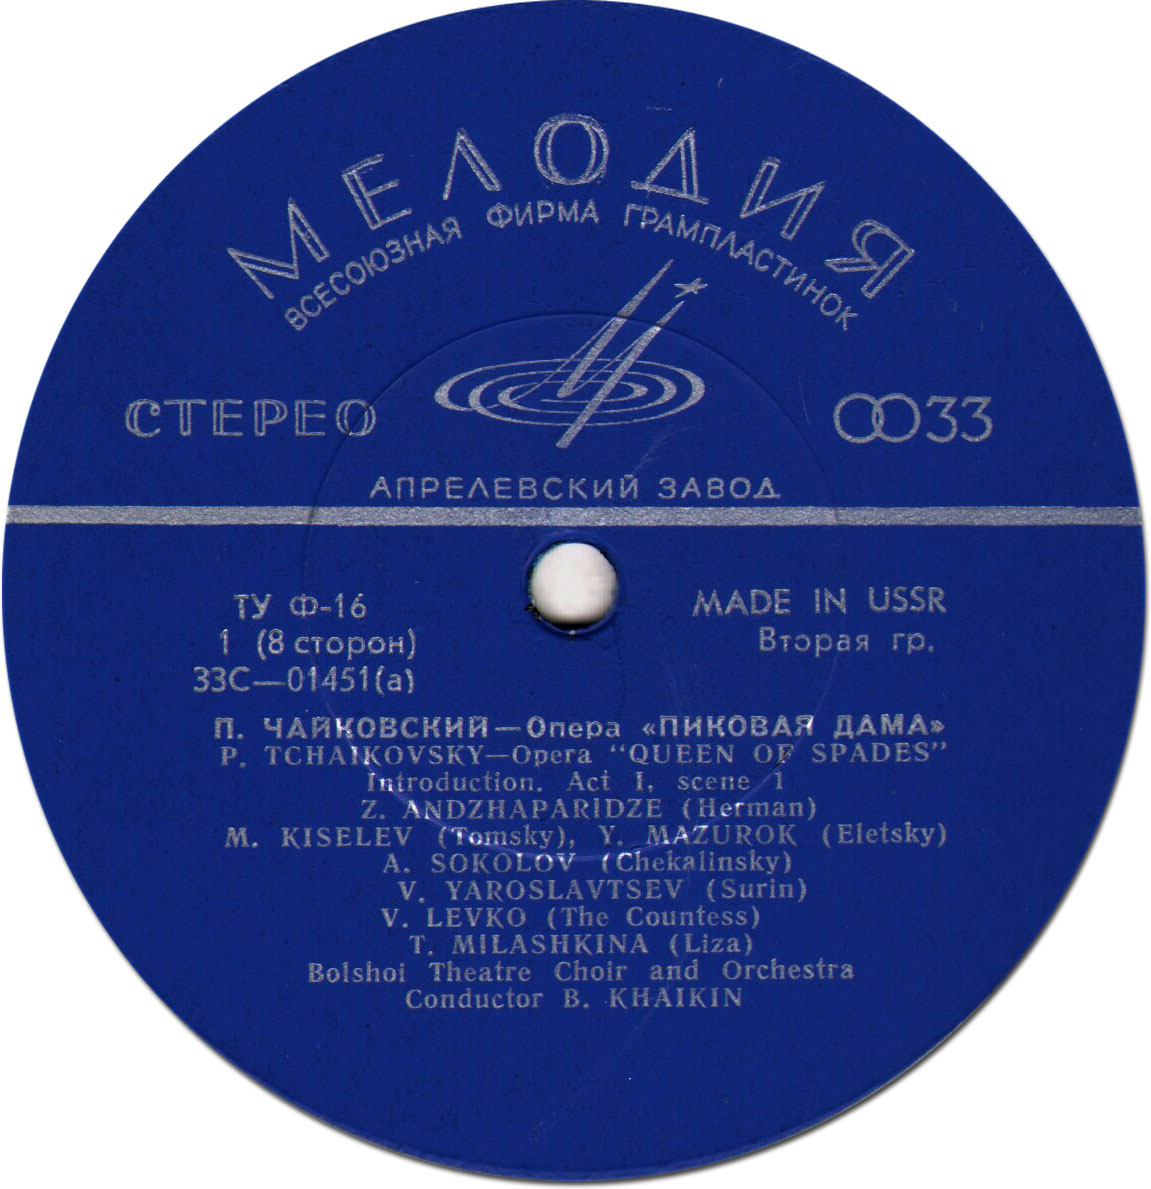 МЕЛОДИЯ
ВСЕСОЮЗНАЯ ФИРМА ГРАМПЛАСТИНОК
СТЕРЕО
33
АПРЕЛЕВСКИЙ ЗАВОД
ТУ Ф-16
1 (8 сторон)
33С—01451(а)
MADE IN USSR
Вторая гр.
П. ЧАЙКОВСКИЙ—Опера «ПИКОВАЯ ДАМА»
P. TCHAIKOVSKY—Opera "QUEEN OF SPADES"
Introduction. Act I, scene 1
Z. ANDZHAPARIDZE (Herman)
M. KISELEV (Tomsky), Y. MAZUROK (Eletsky)
A. SOKOLOV (Chekalinsky)
V. YAROSLAVTSEV (Surin)
V. LEVKO (The Countess)
T. MILASHKINA (Liza)
Bolshoi Theatre Choir and Orchestra
Conductor B. KHAIKIN